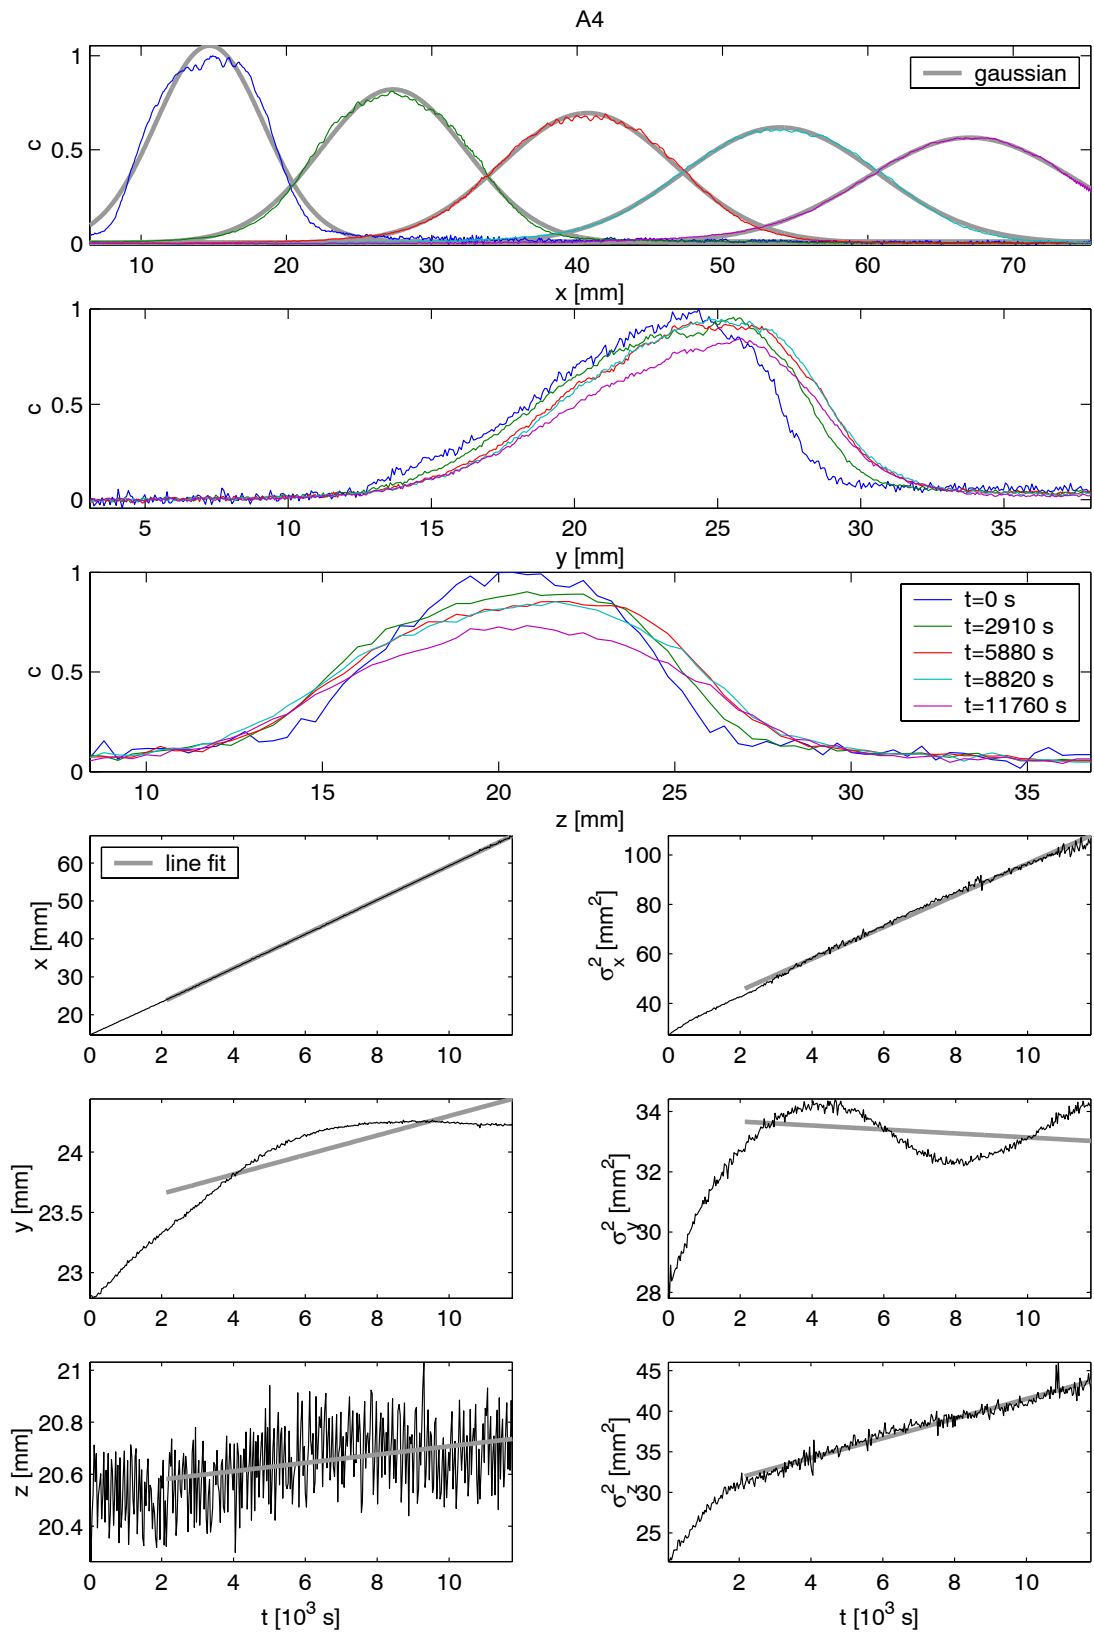 A4
1
0.5
0
c
gaussian
10 20 30 40 50 60 70
x [mm]
1
0.5
0
c
5 10 15 20 25 30 35
y [mm]
1
0.5
0
c
t=0 s
t=2910 s
t=5880 s
t=8820 s
t=11760 s
10 15 20 25 30 35
z [mm]
60
50
40
30
20
x [mm]
line fit
0 2 4 6 8 10
100
80
60
40
σx² [mm²]
0 2 4 6 8 10
24
23.5
23
y [mm]
0 2 4 6 8 10
34
32
30
28
σy² [mm²]
0 2 4 6 8 10
21
20.8
20.6
20.4
z [mm]
0 2 4 6 8 10
t [10³ s]
45
40
35
30
25
σz² [mm²]
2 4 6 8 10
t [10³ s]